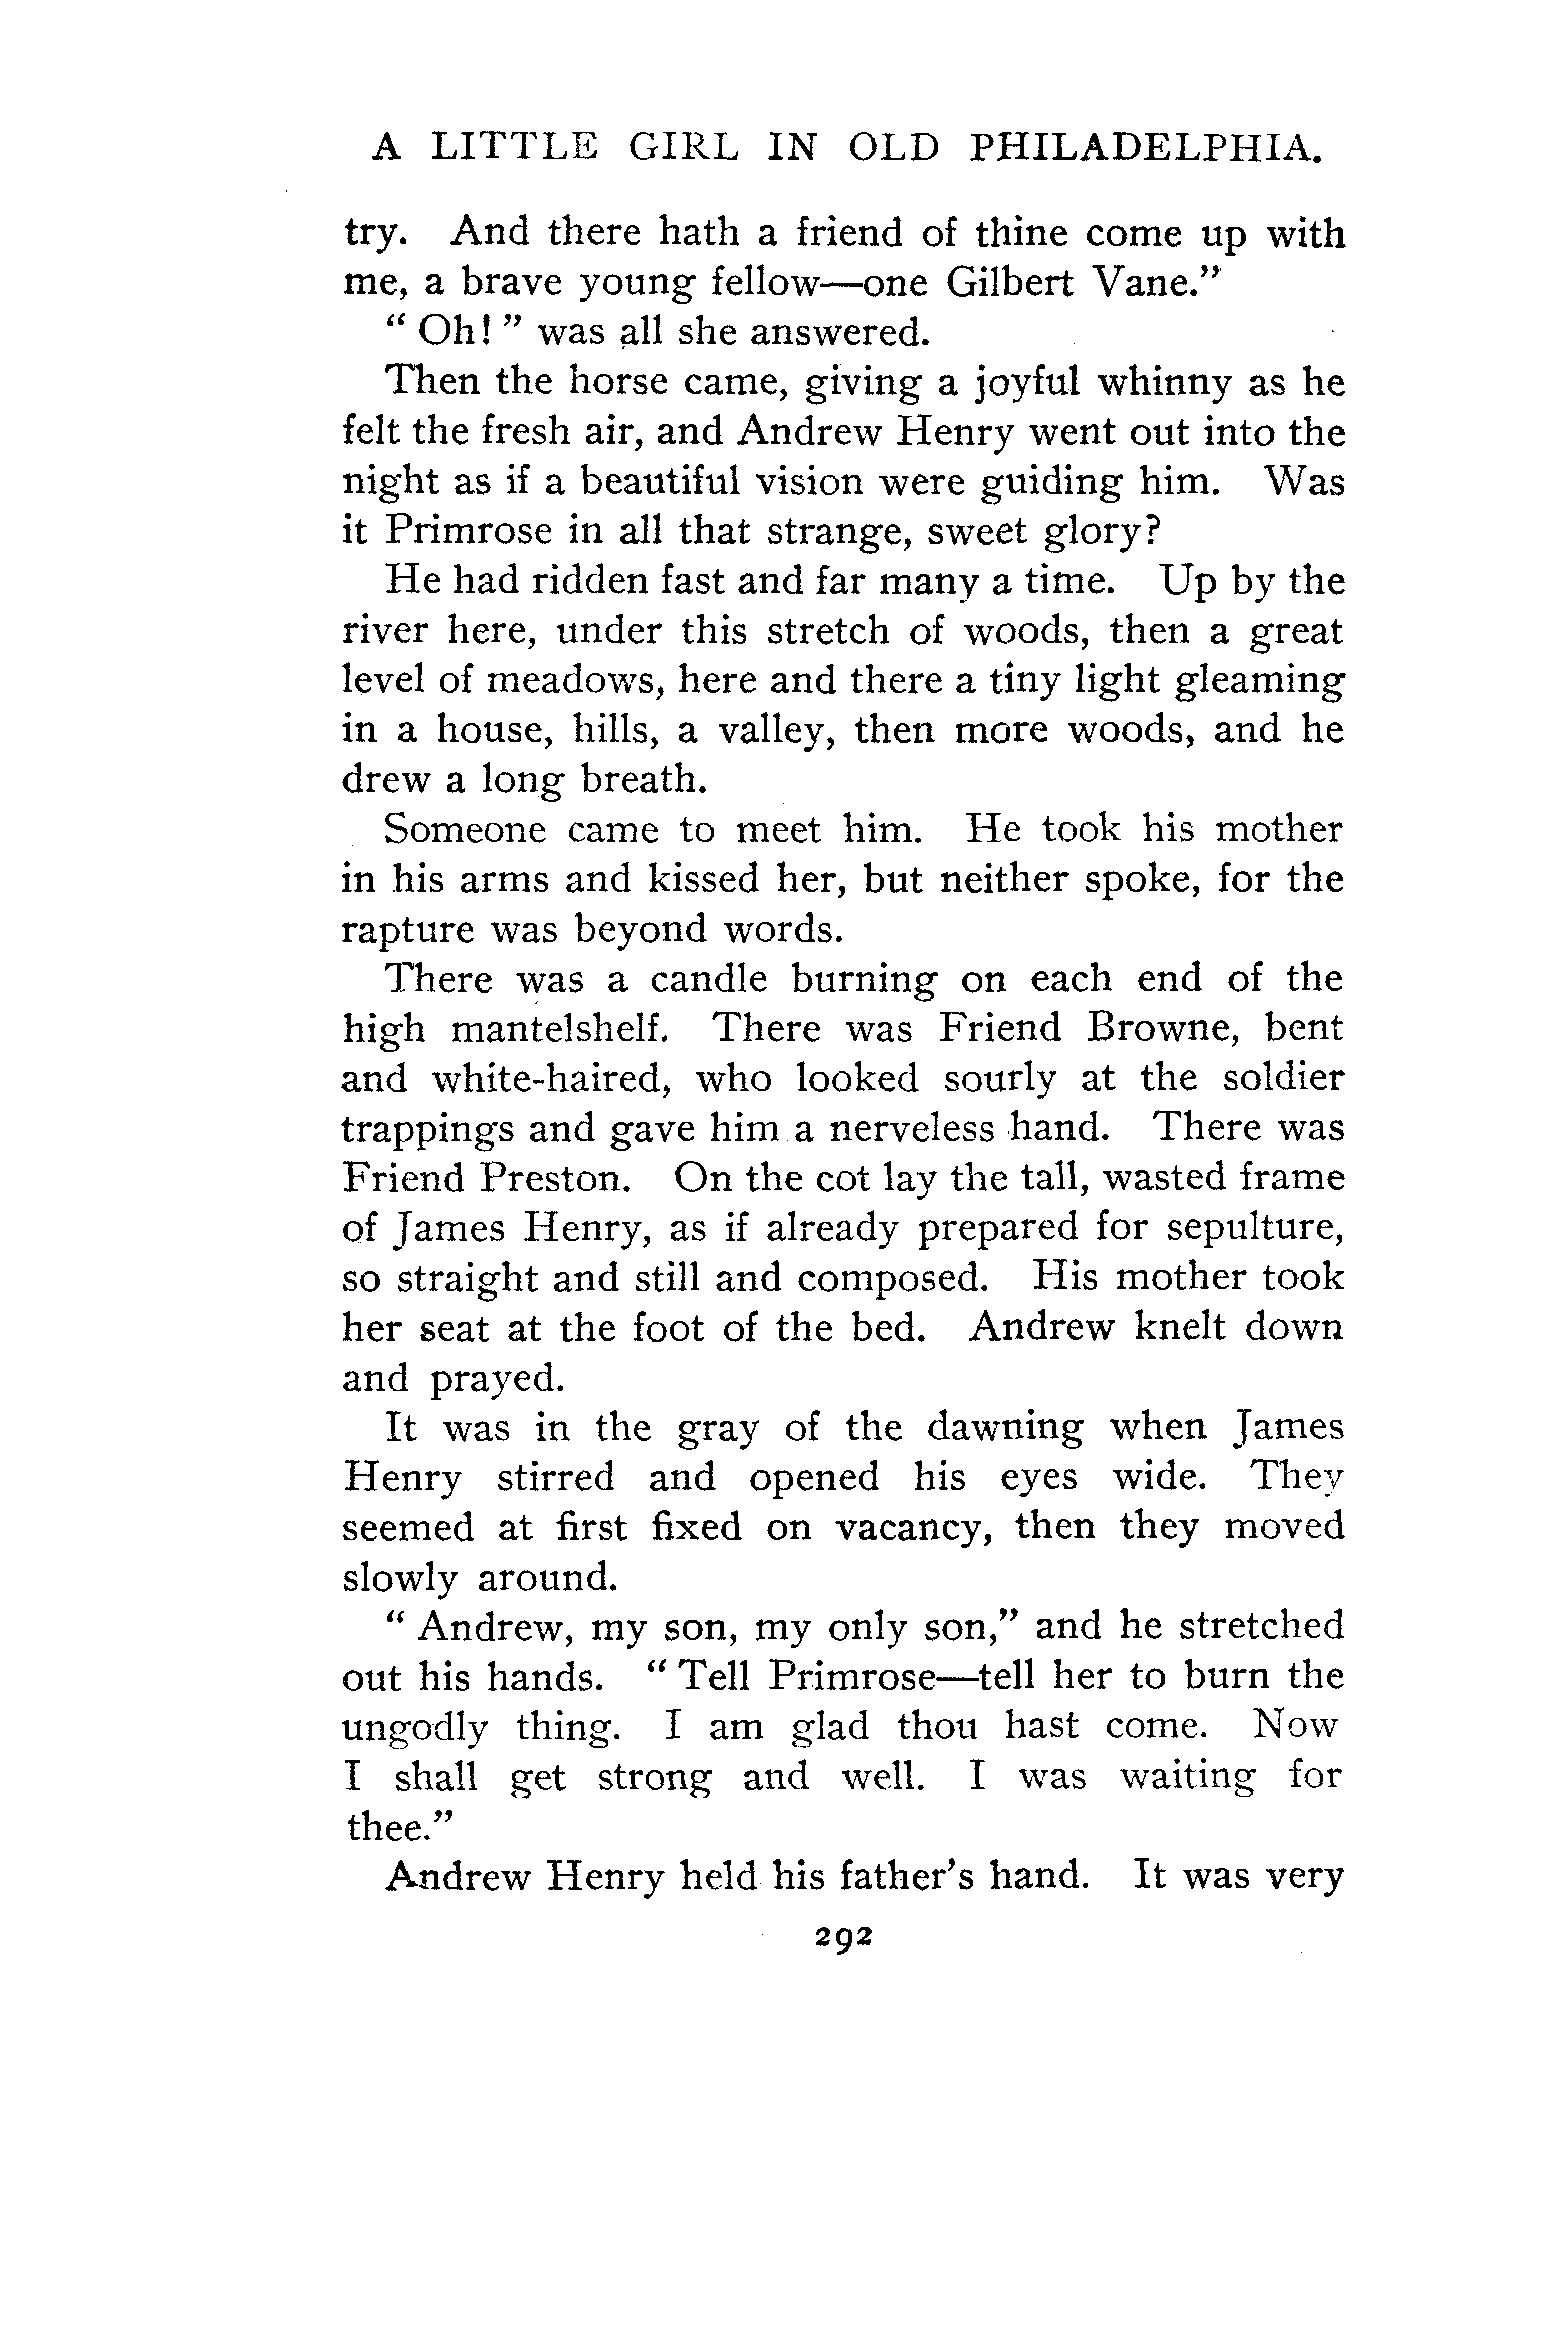 A LITTLE GIRL IN OLD PHILADELPHIA.
try. And there hath a friend of thine come up with
me, a brave young fellow—one Gilbert Vane.”
“ Oh! ” was all she answered.
Then the horse came, giving a joyful whinny as he
felt the fresh air, and Andrew Henry went out into the
night as if a beautiful vision were guiding him. Was
it Primrose in all that strange, sweet glory?
He had ridden fast and far many a time. Up by the
river here, under this stretch of woods, then a great
level of meadows, here and there a tiny light gleaming
in a house, hills, a valley, then more woods, and he
drew a long breath.
Someone came to meet him. He took his mother
in his arms and kissed her, but neither spoke, for the
rapture was beyond words.
There was a candle burning on each end of the
high mantelshelf. There was Friend Browne, bent
and white-haired, who looked sourly at the soldier
trappings and gave him a nerveless hand. There was
Friend Preston. On the cot lay the tall, wasted frame
of James Henry, as if already prepared for sepulture,
so straight and still and composed. His mother took
her seat at the foot of the bed. Andrew knelt down
and prayed.
It was in the gray of the dawning when James
Henry stirred and opened his eyes wide. They
seemed at first fixed on vacancy, then they moved
slowly around.
“ Andrew, my son, my only son,” and he stretched
out his hands. “ Tell Primrose—tell her to burn the
ungodly thing. I am glad thou hast come. Now
I shall get strong and well. I was waiting for
thee.”
Andrew Henry held his father’s hand. It was very
292